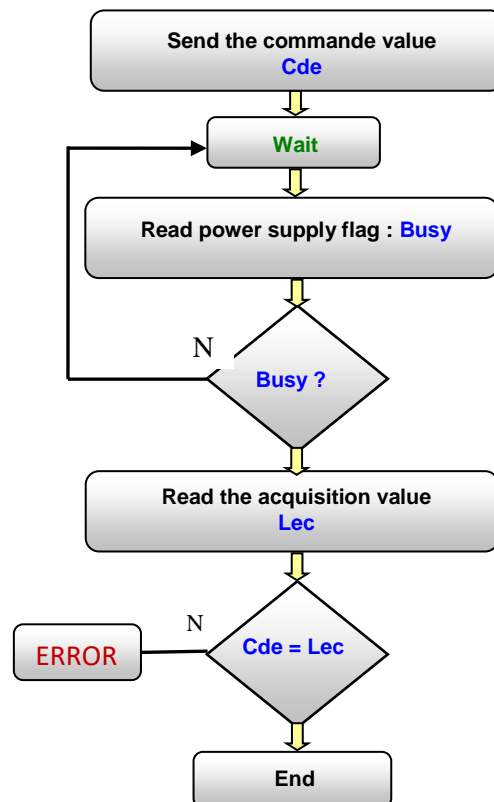 Send the commande value
Cde
Wait
Read power supply flag : Busy
N
Busy ?
Read the acquisition value
Lec
N
Cde = Lec
ERROR
End